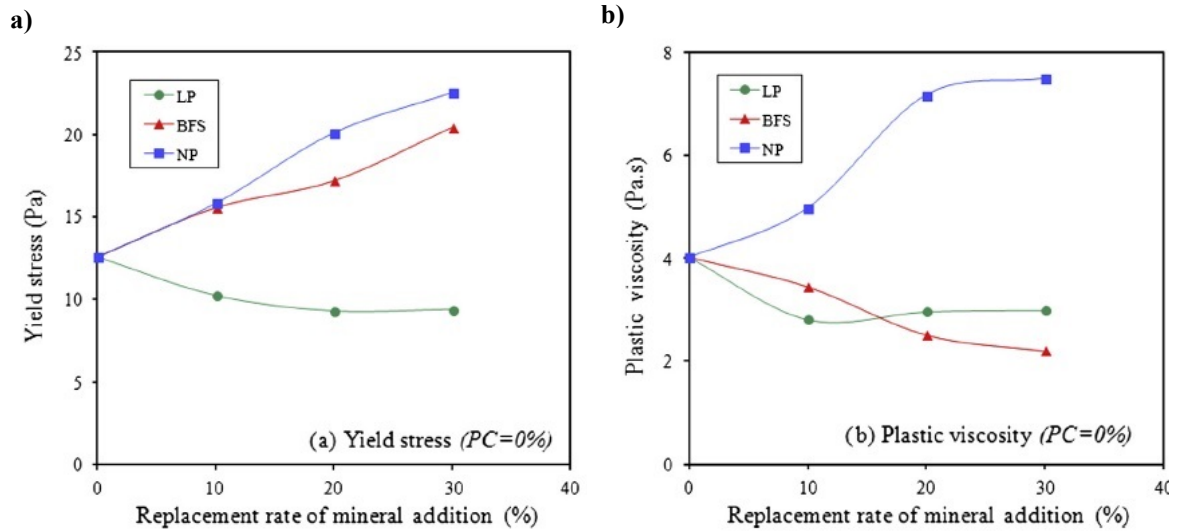 a)
25
20
15
10
5
0
Yield stress (Pa)
LP
BFS
NP
(a) Yield stress (PC=0%)
0 10 20 30 40
Replacement rate of mineral addition (%)
b)
8
6
4
2
0
Plastic viscosity (Pa.s)
LP
BFS
NP
(b) Plastic viscosity (PC=0%)
0 10 20 30 40
Replacement rate of mineral addition (%)